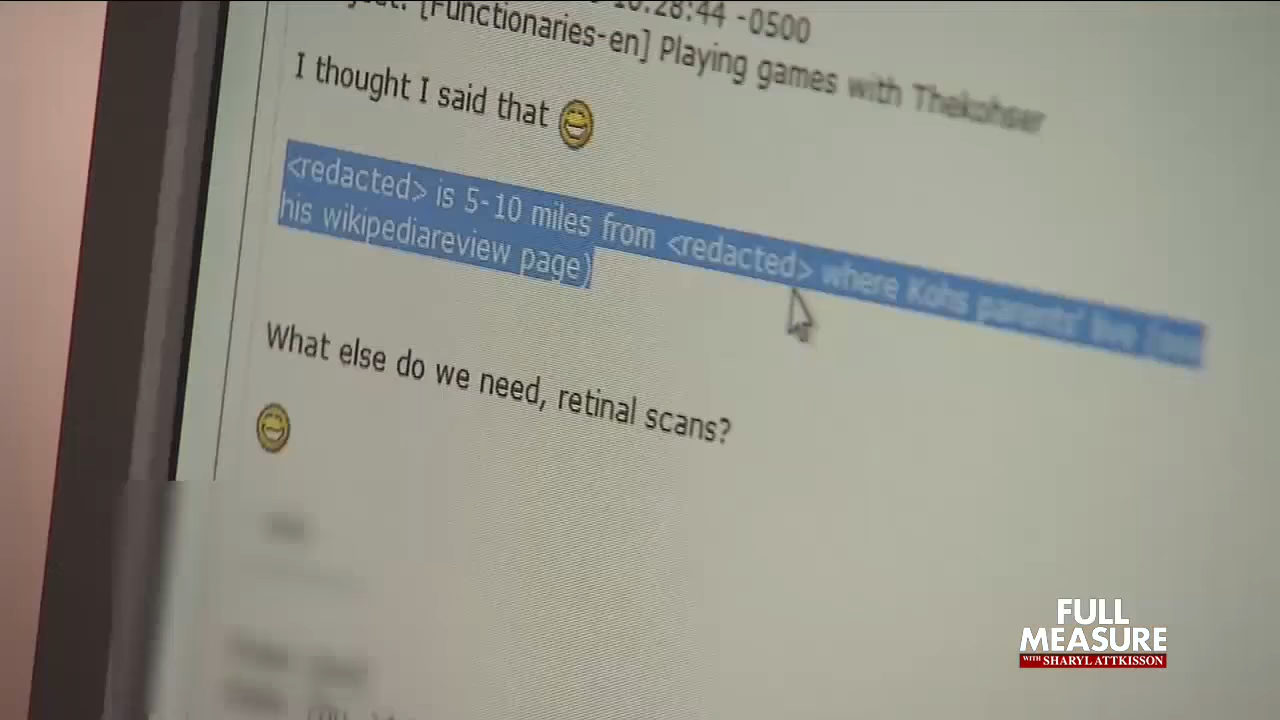 10:28:44 -0500
[Functionaries-en] Playing games with Thekohser
I thought I said that
<redacted> is 5-10 miles from <redacted> where Kohs parents' live (see
his wikipediareview page)
What else do we need, retinal scans?
FULL
MEASURE
WITH SHARYL ATTKISSON